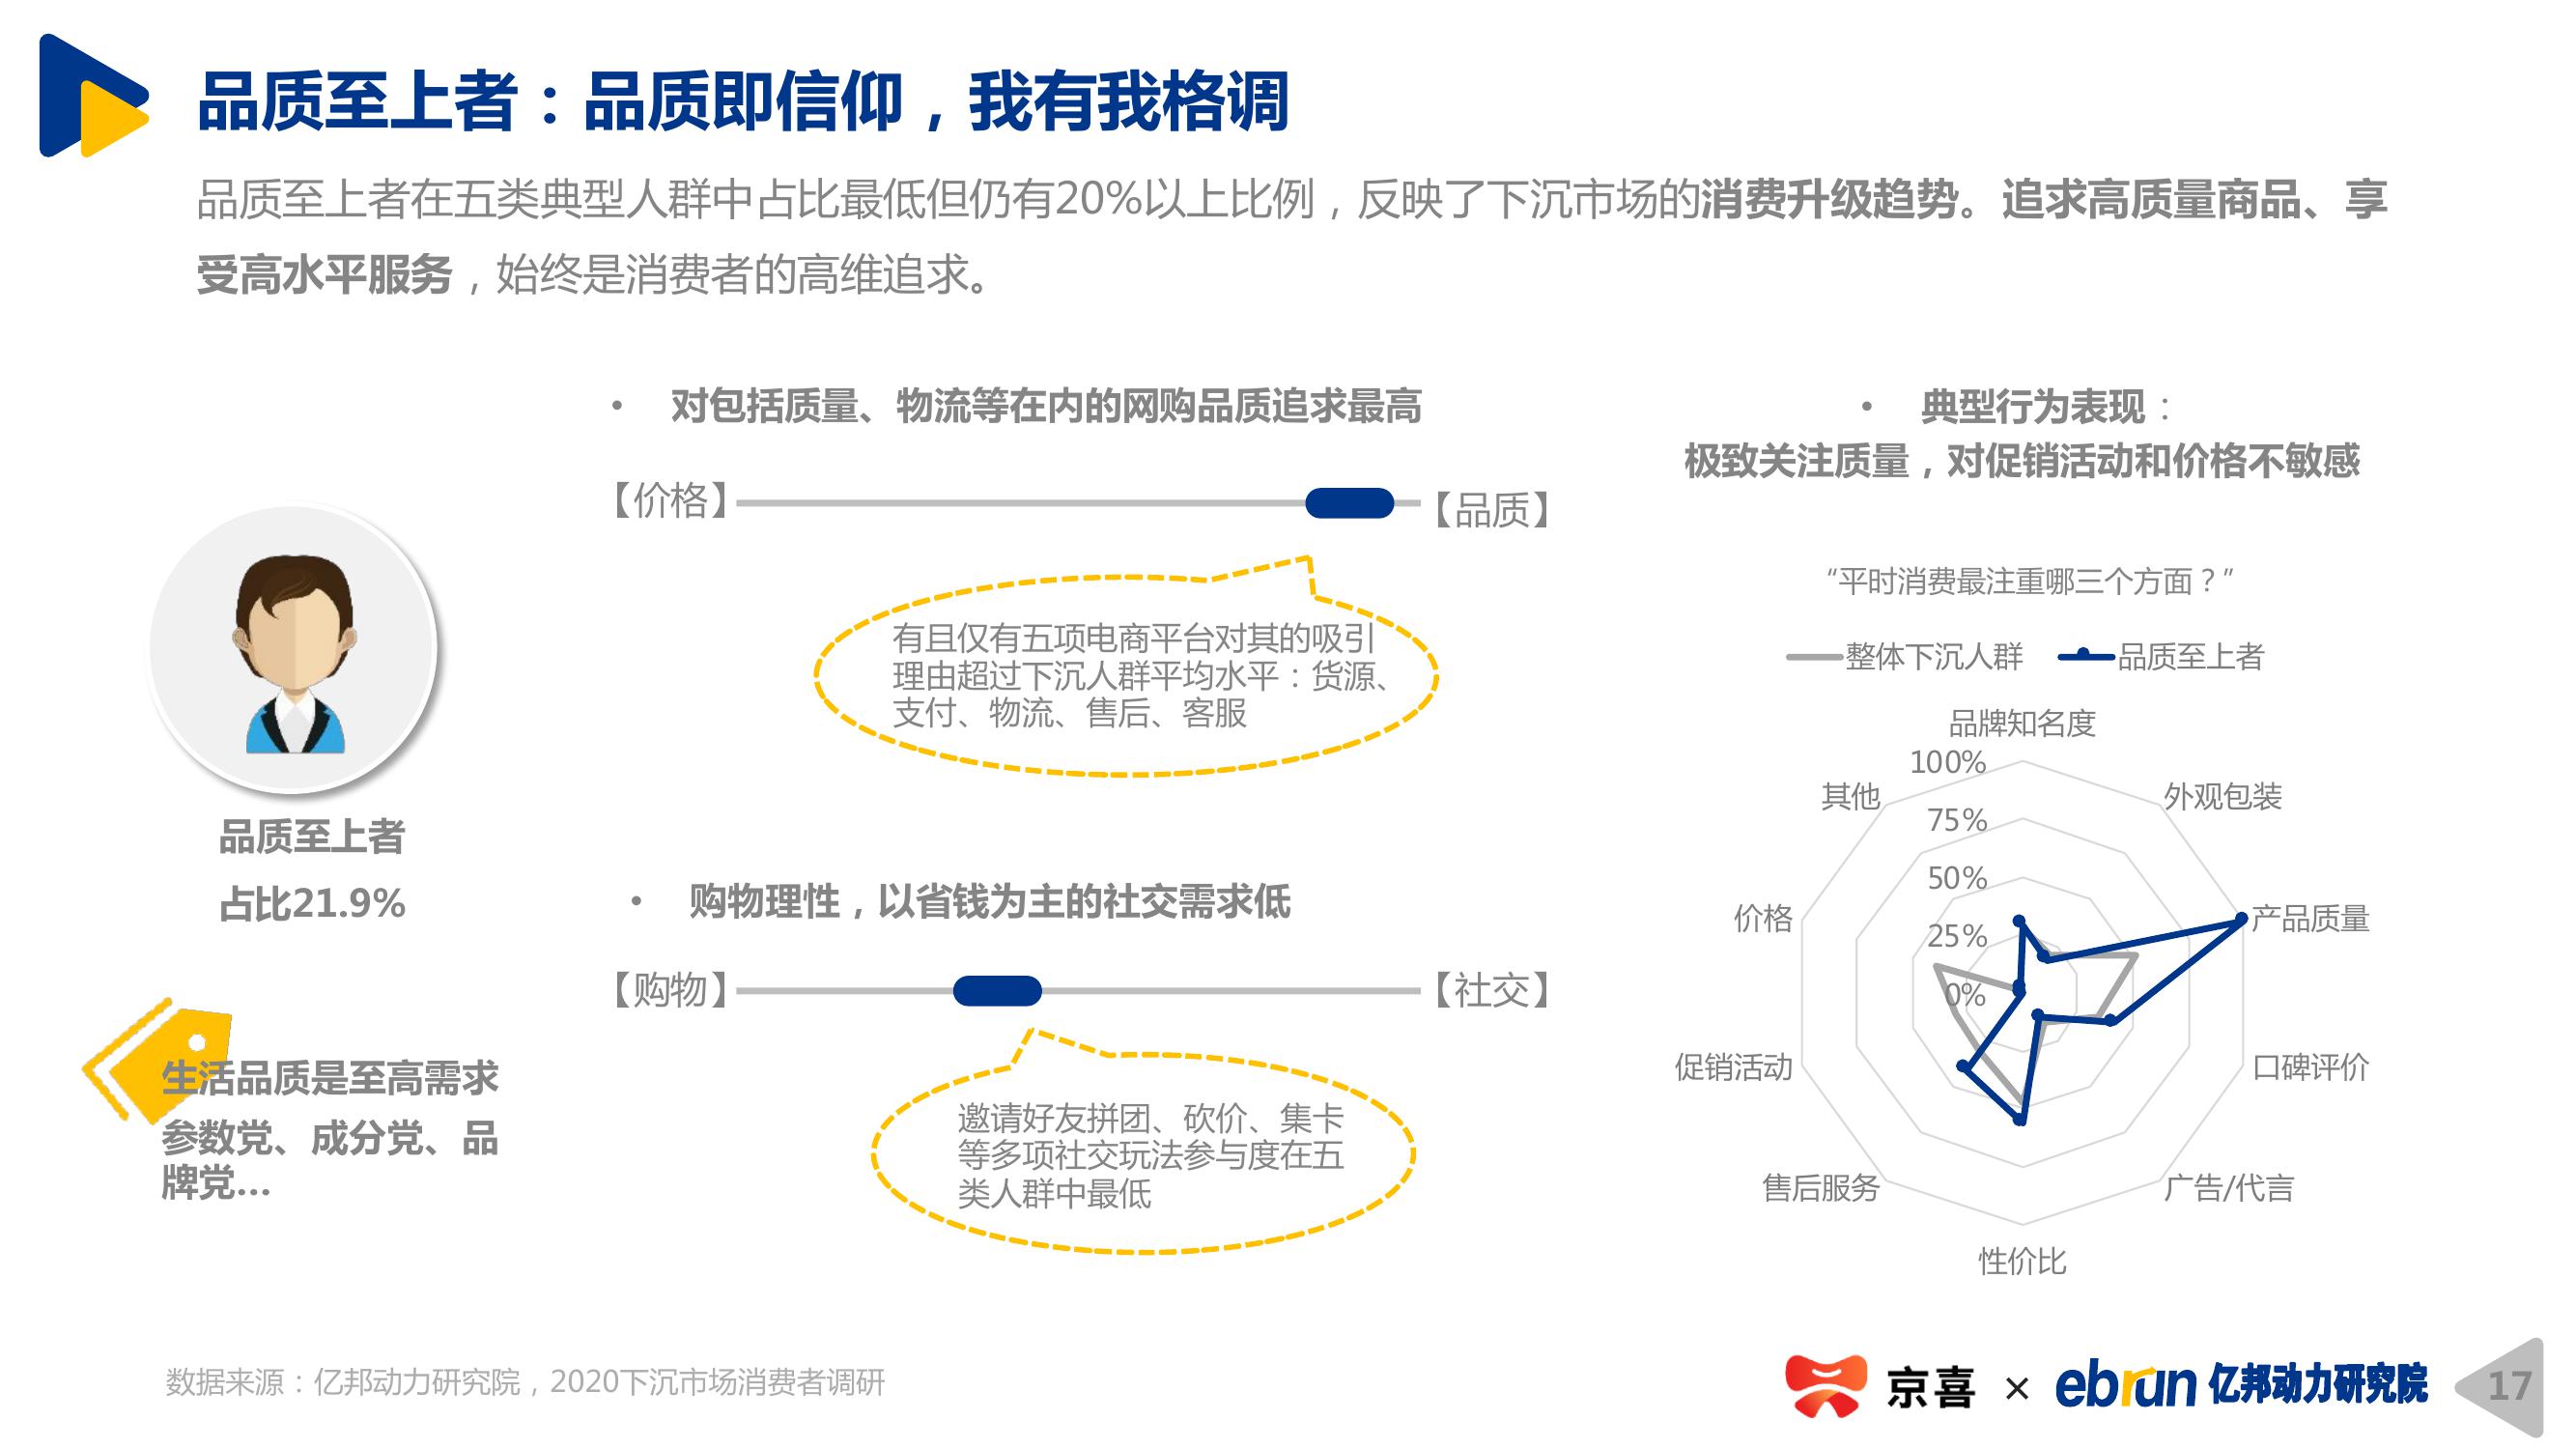 品质至上者：品质即信仰，我有我格调
品质至上者在五类典型人群中占比最低但仍有20%以上比例，反映了下沉市场的消费升级趋势。追求高质量商品、享
受高水平服务，始终是消费者的高维追求。
品质至上者
占比21.9%
生活品质是至高需求
参数党、成分党、品
牌党...
• 对包括质量、物流等在内的网购品质追求最高
【价格】
【品质】
有且仅有五项电商平台对其的吸引
理由超过下沉人群平均水平：货源、
支付、物流、售后、客服
• 购物理性，以省钱为主的社交需求低
【购物】
【社交】
邀请好友拼团、砍价、集卡
等多项社交玩法参与度在五
类人群中最低
• 典型行为表现：
极致关注质量，对促销活动和价格不敏感
“平时消费最注重哪三个方面？”
整体下沉人群
品质至上者
品牌知名度
外观包装
产品质量
口碑评价
广告/代言
性价比
售后服务
促销活动
价格
其他
100%
75%
50%
25%
0%
数据来源：亿邦动力研究院，2020下沉市场消费者调研
京喜 × ebrun 亿邦动力研究院
17